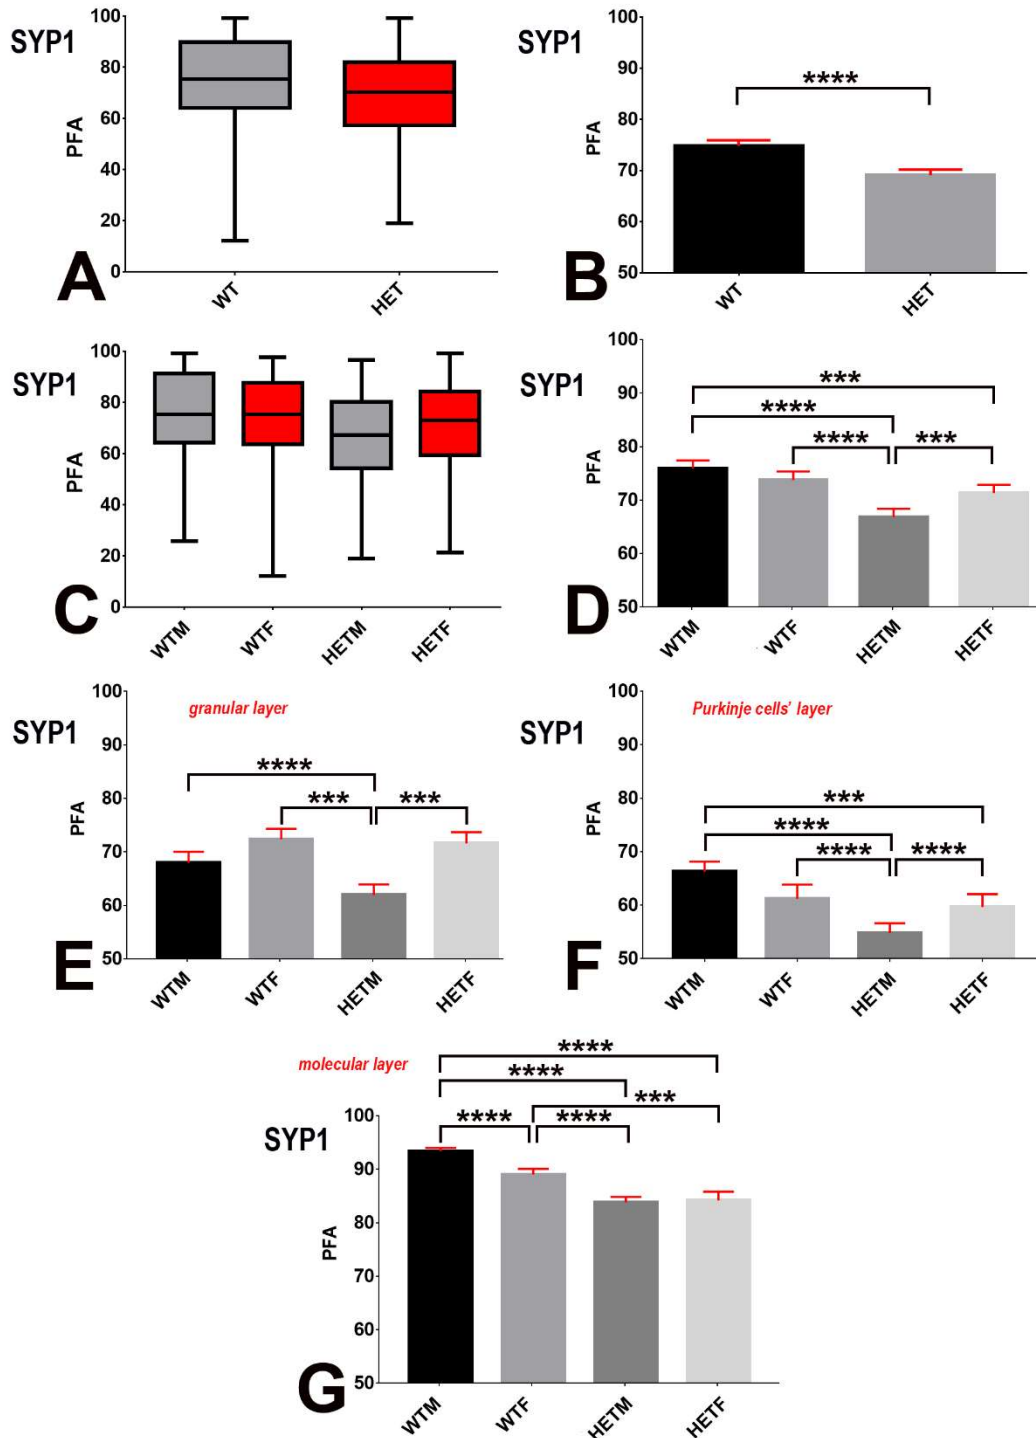 SYP1
PFA
100
80
60
40
20
0
WT
HET
A
SYP1
PFA
100
90
80
70
60
50
****
WT
HET
B
SYP1
PFA
100
80
60
40
20
0
WTM
WTF
HETM
HETF
C
SYP1
PFA
100
90
80
70
60
50
***
****
**** ***
WTM
WTF
HETM
HETF
D
SYP1
granular layer
PFA
100
90
80
70
60
50
****
*** ***
WTM
WTF
HETM
HETF
E
SYP1
Purkinje cells' layer
PFA
100
90
80
70
60
50
***
****
**** ****
WTM
WTF
HETM
HETF
F
molecular layer
SYP1
PFA
100
90
80
70
60
50
****
****
***
**** ****
WTM
WTF
HETM
HETF
G